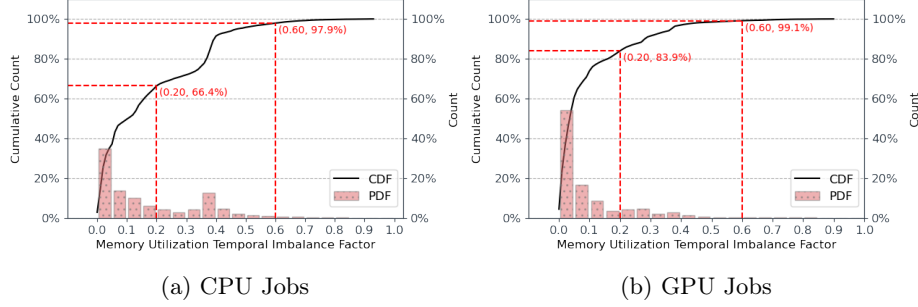 100%
80%
60%
40%
20%
0%
Cumulative Count
(0.60, 97.9%)
(0.20, 66.4%)
CDF
PDF
100%
80%
60%
40%
20%
0%
Count
0.0 0.1 0.2 0.3 0.4 0.5 0.6 0.7 0.8 0.9 1.0
Memory Utilization Temporal Imbalance Factor
(a) CPU Jobs
100%
80%
60%
40%
20%
0%
Cumulative Count
(0.60, 99.1%)
(0.20, 83.9%)
CDF
PDF
100%
80%
60%
40%
20%
0%
Count
0.0 0.1 0.2 0.3 0.4 0.5 0.6 0.7 0.8 0.9 1.0
Memory Utilization Temporal Imbalance Factor
(b) GPU Jobs